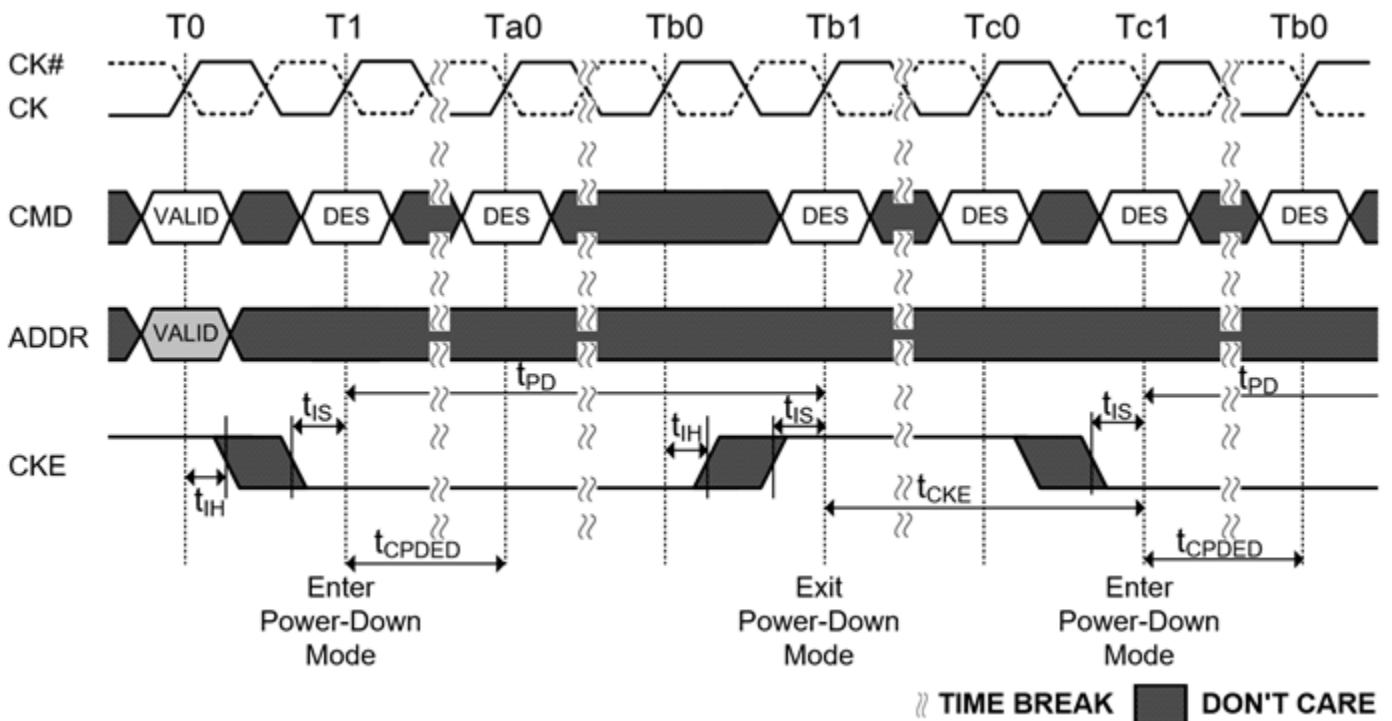 T0 T1 Ta0 Tb0 Tb1 Tc0 Tc1 Tb0
CK#
CK
CMD VALID DES DES DES DES DES DES
ADDR VALID
tPD tPD
tIS tIS tIS
tIH
CKE
tIH
tCKE
tCPDED tCPDED
Enter Power-Down Mode
Exit Power-Down Mode
Enter Power-Down Mode
TIME BREAK DON'T CARE